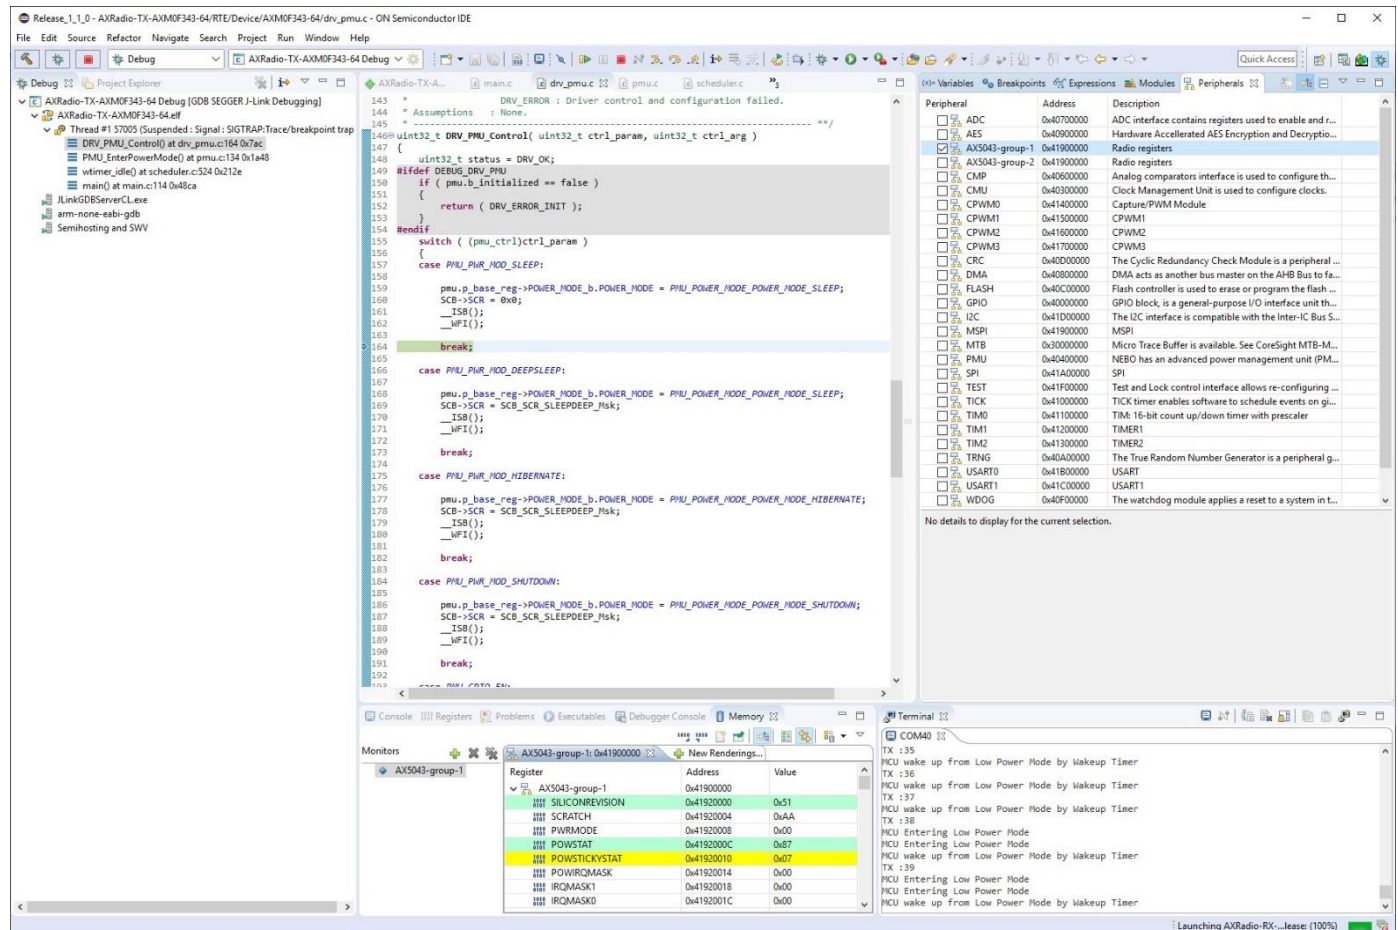 Release_1_1_0 - AXRadio-TX-AXM0F343-64/RTE/Device/AXM0F343-64/drv_pmu.c - ON Semiconductor IDE
File Edit Source Refactor Navigate Search Project Run Window Help
Debug
AXRadio-TX-AXM0F343-64 Debug
Quick Access
Debug
Project Explorer
AXRadio-TX-AXM0F343-64 Debug [GDB SEGGER J-Link Debugging]
AXRadio-TX-AXM0F343-64.elf
Thread #1 57005 (Suspended : Signal : SIGTRAP:Trace/breakpoint trap
DRV_PMU_Control() at drv_pmu.c:164 0x7ac
PMU_EnterPowerMode() at pmu.c:134 0x1a48
wtimer_idle() at scheduler.c:524 0x212e
main() at main.c:114 0x48ca
JLinkGDBServerCL.exe
arm-none-eabi-gdb
Semihosting and SWV
AXRadio-TX-A... main.c drv_pmu.c pmu.c scheduler.c "3
143 * DRV_ERROR : Driver control and configuration failed.
144 * Assumptions : None.
145 * ---------------------------------------------------------------- **/
146 uint32_t DRV_PMU_Control( uint32_t ctrl_param, uint32_t ctrl_arg )
147 {
148 uint32_t status = DRV_OK;
149 #ifdef DEBUG_DRV_PMU
150 if ( pmu.b_initialized == false )
151 {
152 return ( DRV_ERROR_INIT );
153 }
154 #endif
155 switch ( (pmu_ctrl)ctrl_param )
156 {
157 case PMU_PWR_MOD_SLEEP:
158
159 pmu.p_base_reg->POWER_MODE_b.POWER_MODE = PMU_POWER_MODE_POWER_MODE_SLEEP;
160 SCB->SCR = 0x0;
161 __ISB();
162 __WFI();
163
164 break;
165
166 case PMU_PWR_MOD_DEEPSLEEP:
167
168 pmu.p_base_reg->POWER_MODE_b.POWER_MODE = PMU_POWER_MODE_POWER_MODE_SLEEP;
169 SCB->SCR = SCB_SCR_SLEEPDEEP_Msk;
170 __ISB();
171 __WFI();
172
173 break;
174
175 case PMU_PWR_MOD_HIBERNATE:
176
177 pmu.p_base_reg->POWER_MODE_b.POWER_MODE = PMU_POWER_MODE_POWER_MODE_HIBERNATE;
178 SCB->SCR = SCB_SCR_SLEEPDEEP_Msk;
179 __ISB();
180 __WFI();
181
182 break;
183
184 case PMU_PWR_MOD_SHUTDOWN:
185
186 pmu.p_base_reg->POWER_MODE_b.POWER_MODE = PMU_POWER_MODE_POWER_MODE_SHUTDOWN;
187 SCB->SCR = SCB_SCR_SLEEPDEEP_Msk;
188 __ISB();
189 __WFI();
190
191 break;
192
193 case PMU_GPIO_EN:
Variables Breakpoints Expressions Modules Peripherals
Peripheral Address Description
ADC 0x40700000 ADC interface contains registers used to enable and r...
AES 0x40900000 Hardware Accellerated AES Encryption and Decryptio...
AX5043-group-1 0x41900000 Radio registers
AX5043-group-2 0x41900000 Radio registers
CMP 0x40600000 Analog comparators interface is used to configure th...
CMU 0x40300000 Clock Management Unit is used to configure clocks.
CPWM0 0x41400000 Capture/PWM Module
CPWM1 0x41500000 CPWM1
CPWM2 0x41600000 CPWM2
CPWM3 0x41700000 CPWM3
CRC 0x40D00000 The Cyclic Redundancy Check Module is a peripheral ...
DMA 0x40800000 DMA acts as another bus master on the AHB Bus to fa...
FLASH 0x40C00000 Flash controller is used to erase or program the flash ...
GPIO 0x40000000 GPIO block, is a general-purpose I/O interface unit th...
I2C 0x41D00000 The I2C interface is compatible with the Inter-IC Bus S...
MSPI 0x41900000 MSPI
MTB 0x30000000 Micro Trace Buffer is available. See CoreSight MTB-M...
PMU 0x40400000 NEBO has an advanced power management unit (PM...
SPI 0x41A00000 SPI
TEST 0x41F00000 Test and Lock control interface allows re-configuring ...
TICK 0x41000000 TICK timer enables software to schedule events on gi...
TIM0 0x41100000 TIM: 16-bit count up/down timer with prescaler
TIM1 0x41200000 TIMER1
TIM2 0x41300000 TIMER2
TRNG 0x40A00000 The True Random Number Generator is a peripheral g...
USART0 0x41B00000 USART
USART1 0x41C00000 USART1
WDOG 0x40F00000 The watchdog module applies a reset to a system in t...
No details to display for the current selection.
Console Registers Problems Executables Debugger Console Memory
Monitors
AX5043-group-1
AX5043-group-1: 0x41900000 New Renderings...
Register Address Value
AX5043-group-1 0x41900000
SILICONREVISION 0x41920000 0x51
SCRATCH 0x41920004 0xAA
PWRMODE 0x41920008 0x00
POWSTAT 0x4192000C 0x87
POWSTICKYSTAT 0x41920010 0x07
POWIRQMASK 0x41920014 0x00
IRQMASK1 0x41920018 0x00
IRQMASK0 0x4192001C 0x00
Terminal
COM40
TX :35
MCU wake up from Low Power Mode by Wakeup Timer
TX :36
MCU wake up from Low Power Mode by Wakeup Timer
TX :37
MCU wake up from Low Power Mode by Wakeup Timer
TX :38
MCU Entering Low Power Mode
MCU Entering Low Power Mode
MCU wake up from Low Power Mode by Wakeup Timer
TX :39
MCU Entering Low Power Mode
MCU Entering Low Power Mode
MCU wake up from Low Power Mode by Wakeup Timer
Launching AXRadio-RX-...lease: (100%)